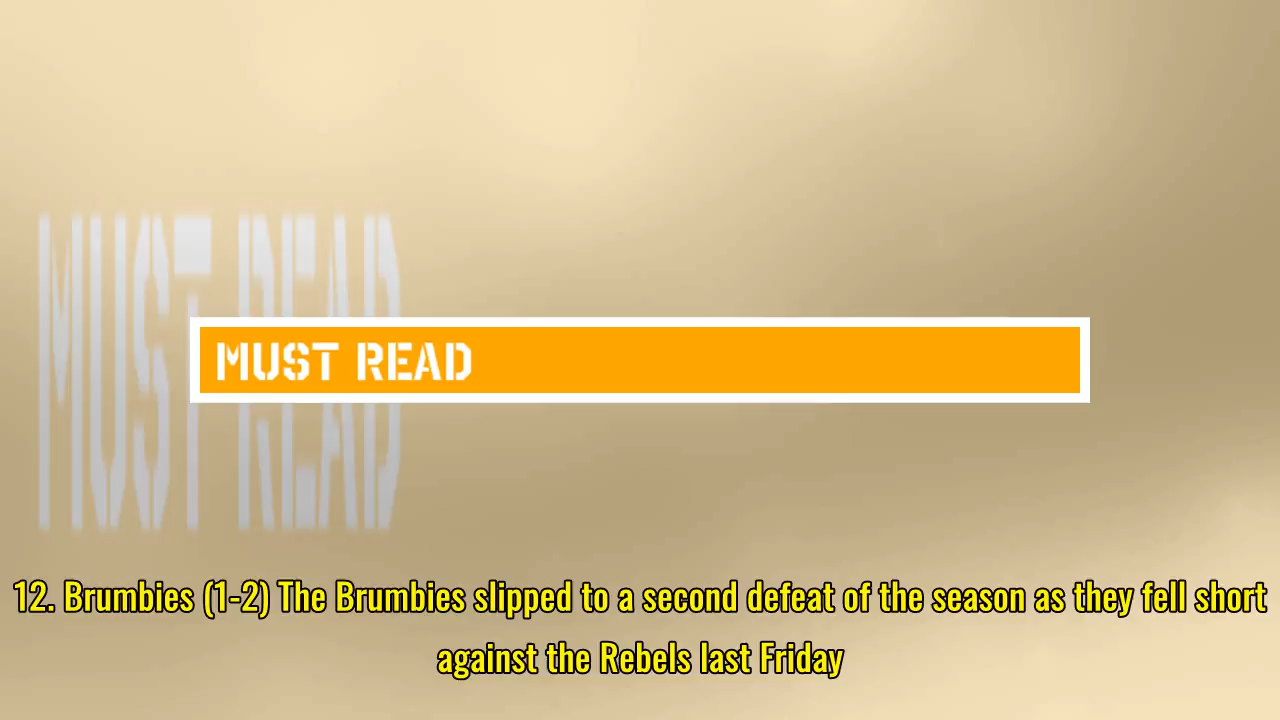 MUST READ
MUST READ
12. Brumbies (1-2) The Brumbies slipped to a second defeat of the season as they fell short
against the Rebels last Friday